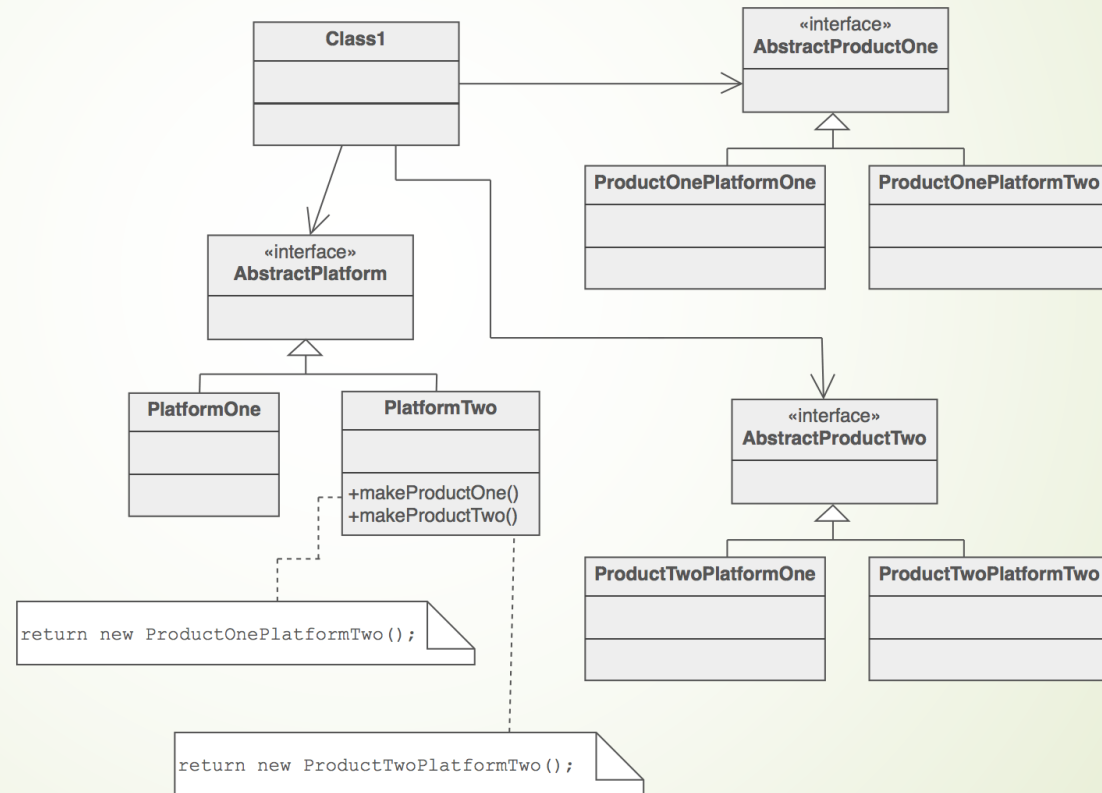 Class1
«interface»
AbstractProductOne
ProductOnePlatformOne
ProductOnePlatformTwo
«interface»
AbstractPlatform
PlatformOne
PlatformTwo
+makeProductOne()
+makeProductTwo()
«interface»
AbstractProductTwo
ProductTwoPlatformOne
ProductTwoPlatformTwo
return new ProductOnePlatformTwo();
return new ProductTwoPlatformTwo();